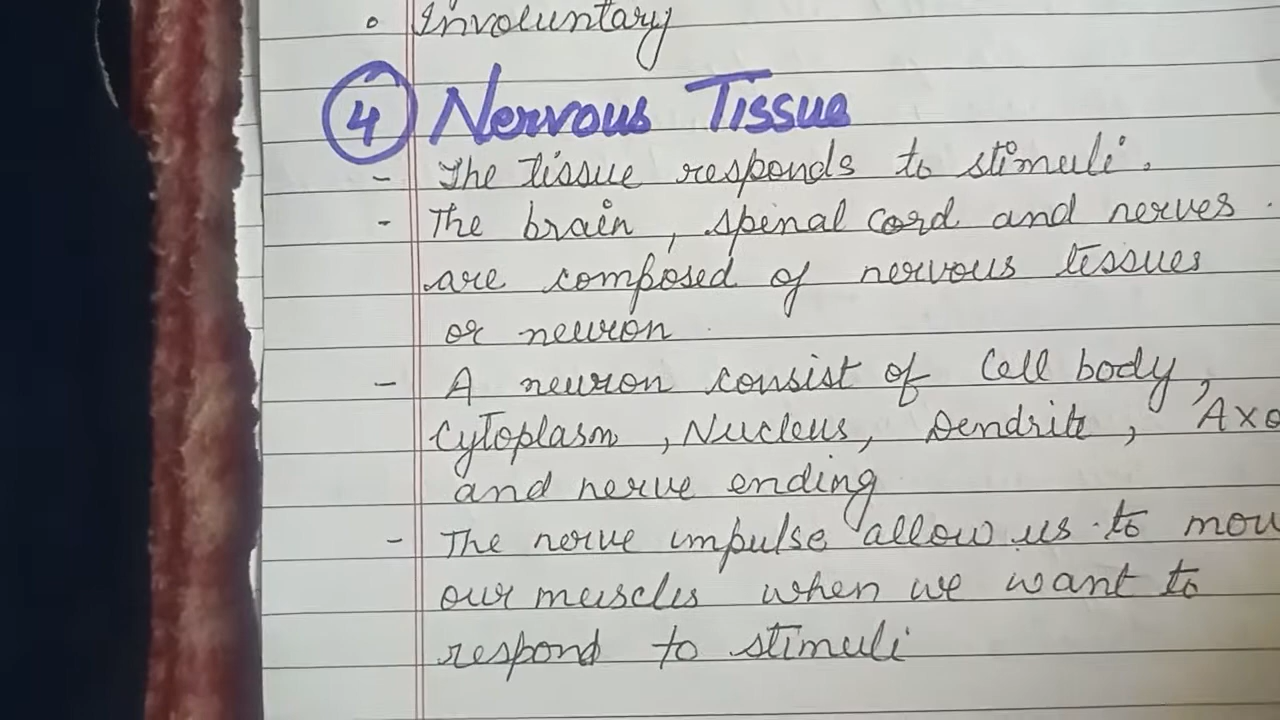 • Involuntary
④ Nervous Tissue
- The tissue responds to stimuli.
- The brain, spinal cord and nerves
are composed of nervous tissues
or neuron
- A neuron consist of Cell body,
Cytoplasm, Nucleus, Dendrite, Axo
and nerve ending
- The nerve impulse allow us to mov
our muscles when we want to
respond to stimuli